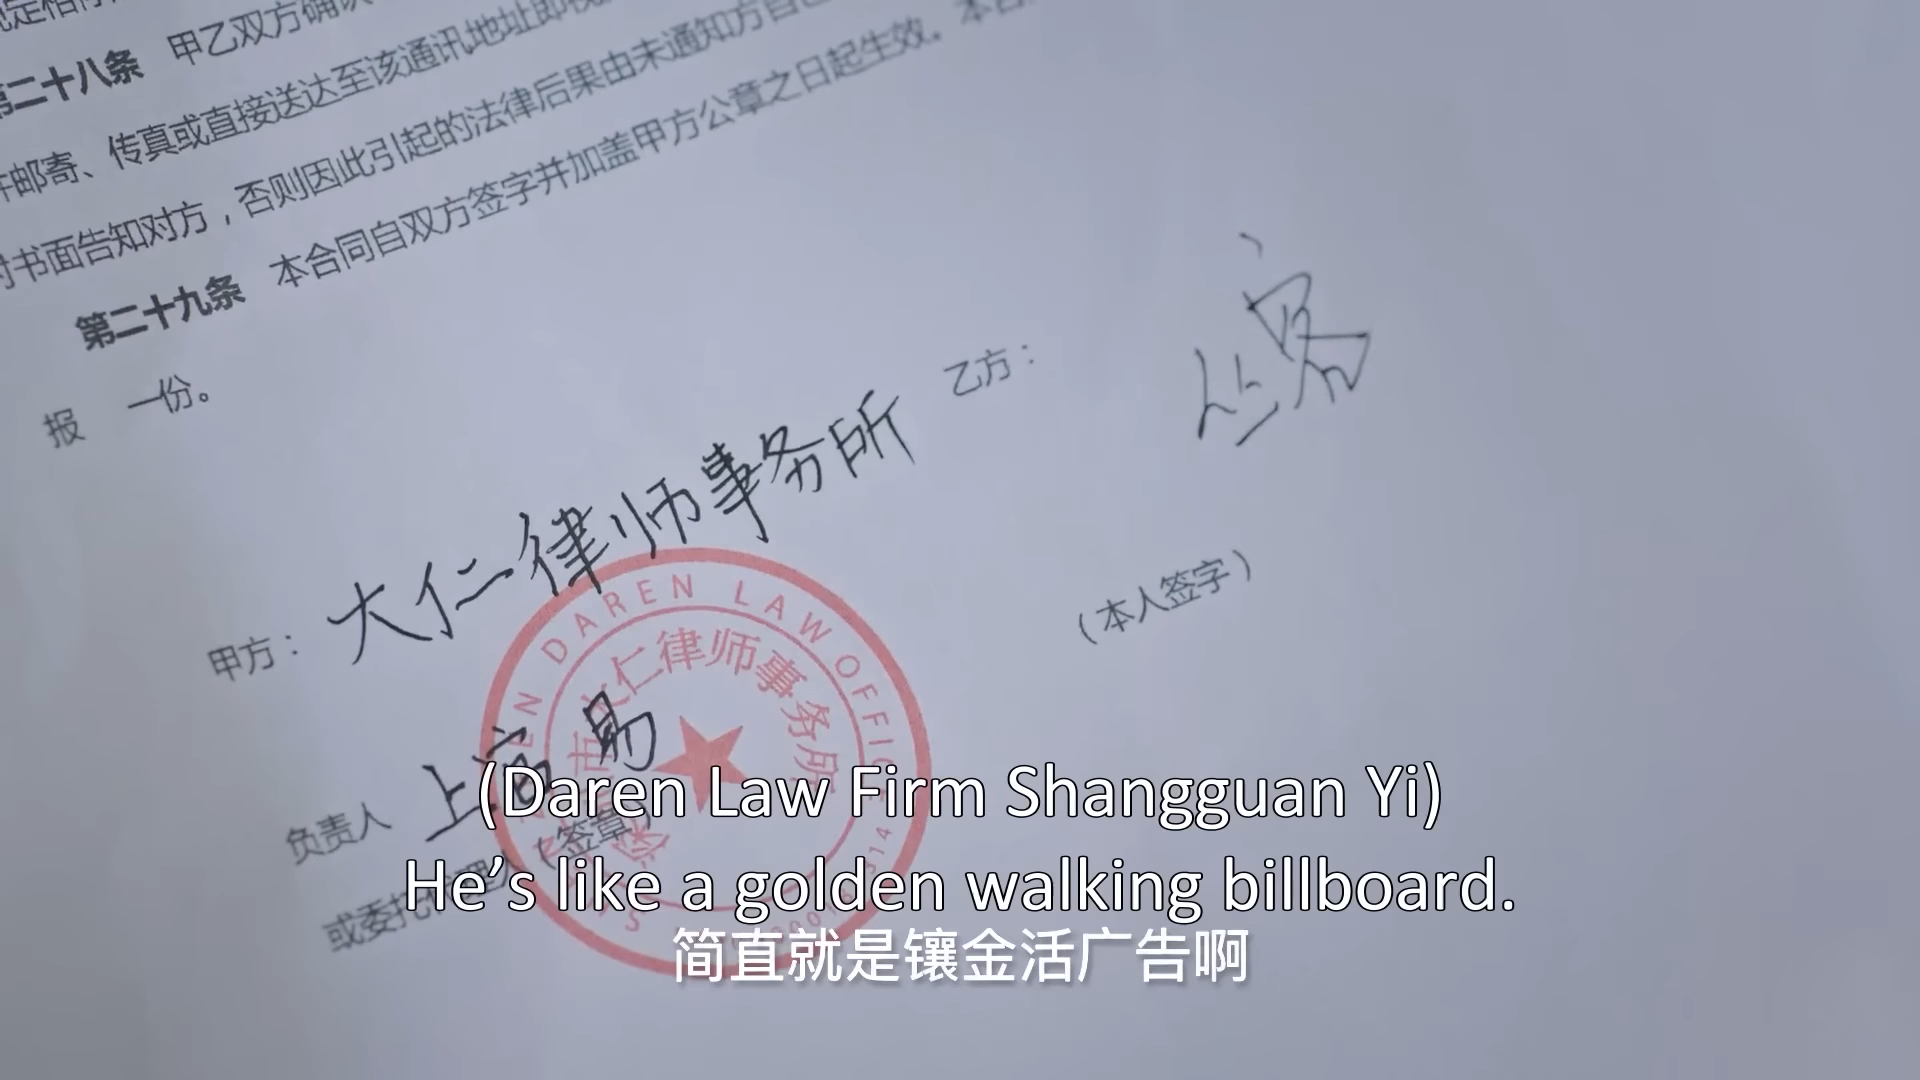 第二十八条 甲乙双方确认
邮寄、传真或直接送达至该通讯地址即视
时书面告知对方，否则因此引起的法律后果由未通知方自
第二十九条 本合同自双方签字并加盖甲方公章之日起生效。本合
报 一份。
甲方： 大仁律师事务所 乙方：
（本人签字）
负责人 上官易
或委托代理人（签章）
DAREN LAW OFFICE
大仁律师事务所
(Daren Law Firm Shangguan Yi)
He's like a golden walking billboard.
简直就是镶金活广告啊